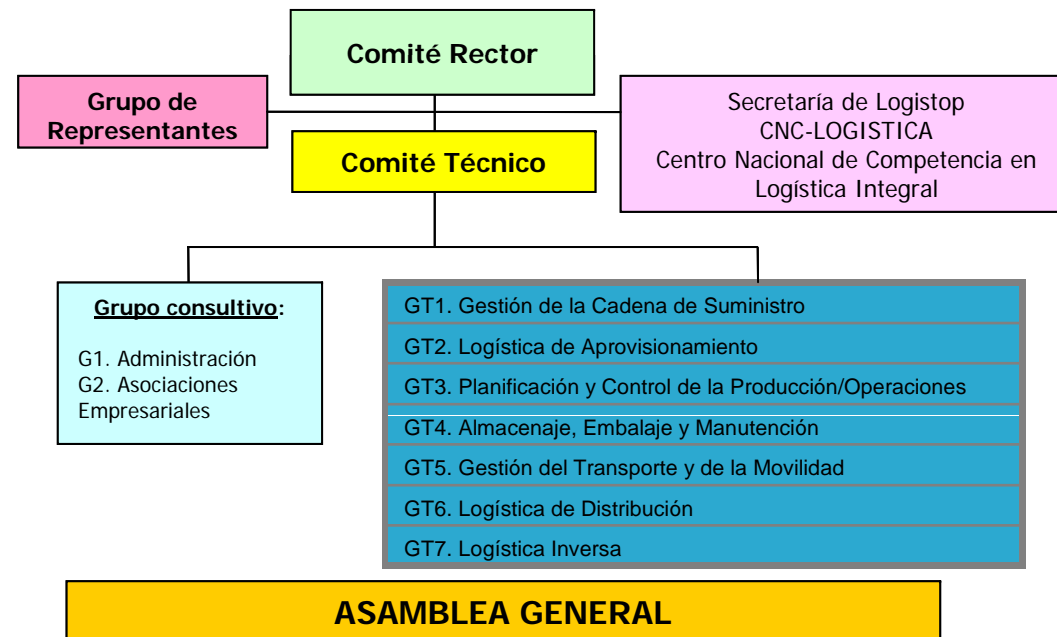 Comité Rector
Grupo de
Representantes
Secretaría de Logistop
CNC-LOGISTICA
Centro Nacional de Competencia en
Logística Integral
Comité Técnico
Grupo consultivo:
G1. Administración
G2. Asociaciones
Empresariales
GT1. Gestión de la Cadena de Suministro
GT2. Logística de Aprovisionamiento
GT3. Planificación y Control de la Producción/Operaciones
GT4. Almacenaje, Embalaje y Manutención
GT5. Gestión del Transporte y de la Movilidad
GT6. Logística de Distribución
GT7. Logística Inversa
ASAMBLEA GENERAL